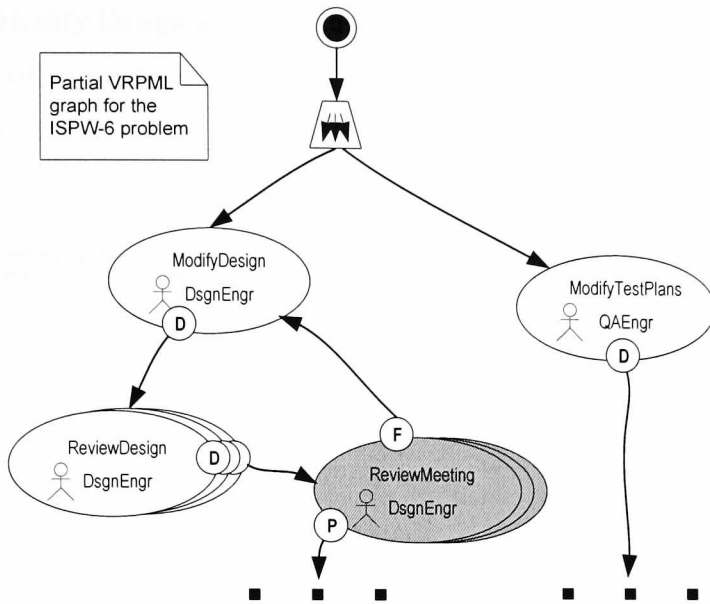 Partial VRPML
graph for the
ISPW-6 problem
ModifyDesign
DsgnEngr
D
ModifyTestPlans
QAEngr
D
ReviewDesign
DsgnEngr
D
F
ReviewMeeting
DsgnEngr
P